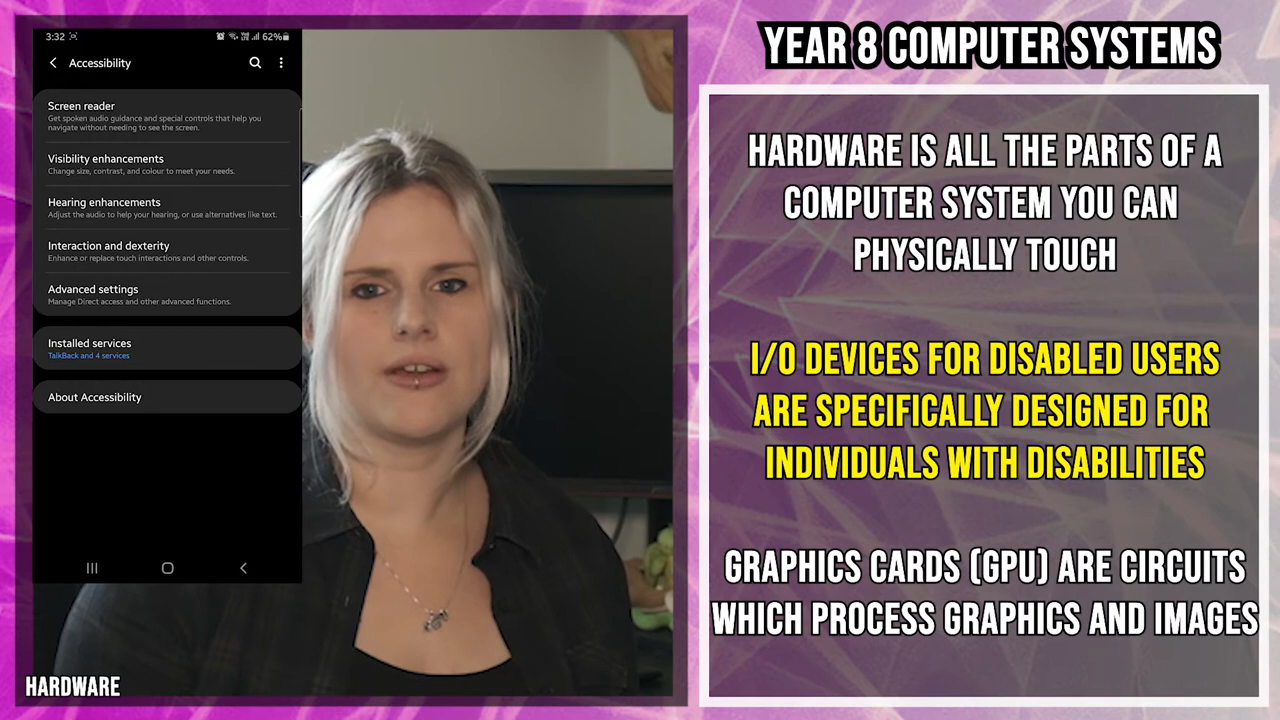 3:32
62%
Accessibility
Screen reader
Get spoken audio guidance and special controls that help you
navigate without needing to see the screen.
Visibility enhancements
Change size, contrast, and colour to meet your needs.
Hearing enhancements
Adjust the audio to help your hearing, or use alternatives like text.
Interaction and dexterity
Enhance or replace touch interactions and other controls.
Advanced settings
Manage Direct access and other advanced functions.
Installed services
TalkBack and 4 services
About Accessibility
HARDWARE
YEAR 8 COMPUTER SYSTEMS
HARDWARE IS ALL THE PARTS OF A
COMPUTER SYSTEM YOU CAN
PHYSICALLY TOUCH
I/O DEVICES FOR DISABLED USERS
ARE SPECIFICALLY DESIGNED FOR
INDIVIDUALS WITH DISABILITIES
GRAPHICS CARDS (GPU) ARE CIRCUITS
WHICH PROCESS GRAPHICS AND IMAGES